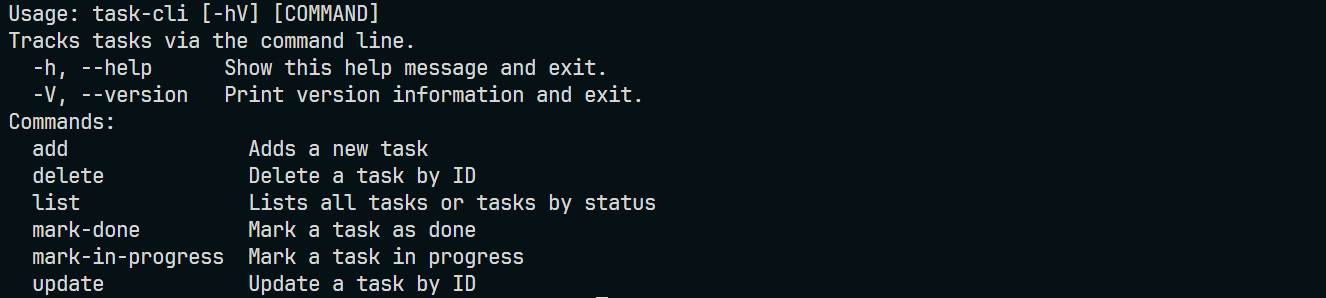 Usage: task-cli [-hV] [COMMAND]
Tracks tasks via the command line.
  -h, --help      Show this help message and exit.
  -V, --version   Print version information and exit.
Commands:
  add               Adds a new task
  delete            Delete a task by ID
  list              Lists all tasks or tasks by status
  mark-done         Mark a task as done
  mark-in-progress  Mark a task in progress
  update            Update a task by ID